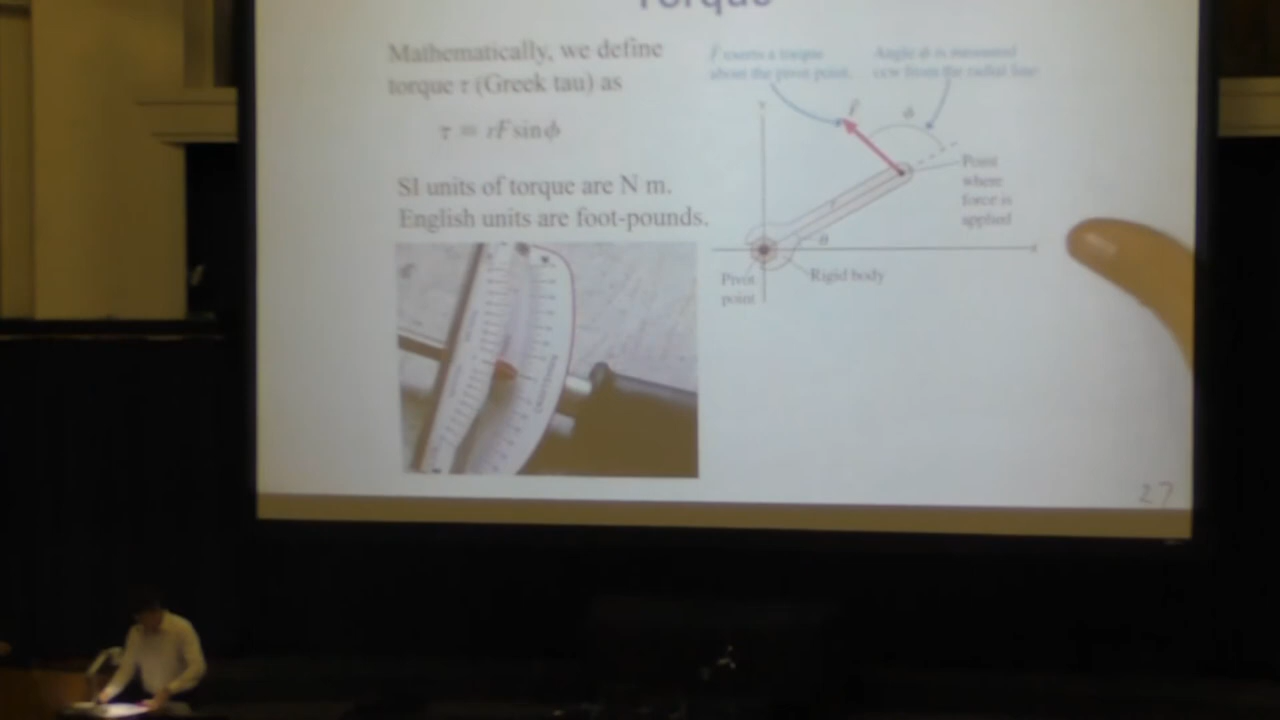 Torque
Mathematically, we define
torque τ (Greek tau) as
τ ≡ rF sinϕ
SI units of torque are N m.
English units are foot-pounds.
F⃗ exerts a torque
about the pivot point.
Angle ϕ is measured
ccw from the radial line.
F⃗
ϕ
Point
where
force is
applied
r
θ
Pivot
point
Rigid body
CRAFTSMAN
27